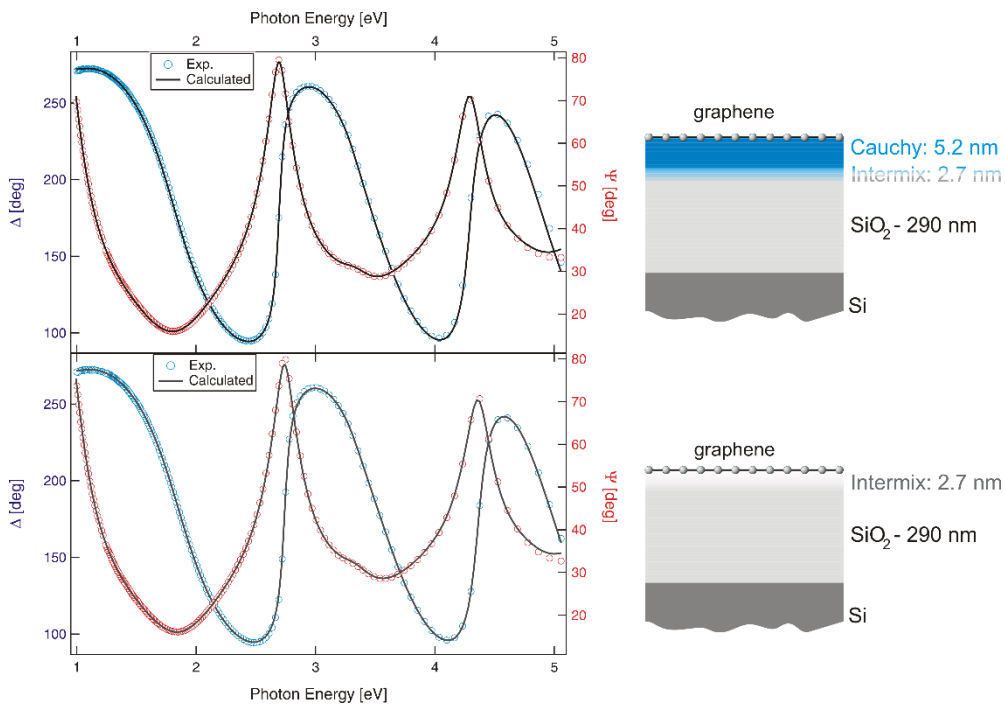 Photon Energy [eV]
1 2 3 4 5
Exp.
Calculated
250
200
150
100
Δ [deg]
80
70
60
50
40
30
20
Ψ [deg]
graphene
Cauchy: 5.2 nm
Intermix: 2.7 nm
SiO2 - 290 nm
Si
Exp.
Calculated
250
200
150
100
Δ [deg]
80
70
60
50
40
30
20
Ψ [deg]
1 2 3 4 5
Photon Energy [eV]
graphene
Intermix: 2.7 nm
SiO2 - 290 nm
Si